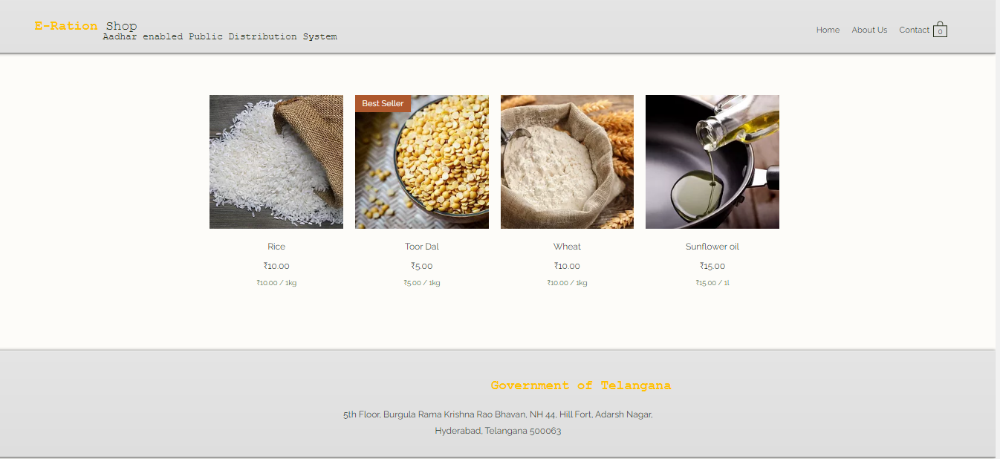 E-Ration Shop
Aadhar enabled Public Distribution System
Home About Us Contact 0
Best Seller
Rice Toor Dal Wheat Sunflower oil
₹10.00 ₹5.00 ₹10.00 ₹15.00
₹10.00 / 1kg ₹5.00 / 1kg ₹10.00 / 1kg ₹15.00 / 1l
Government of Telangana
5th Floor, Burgula Rama Krishna Rao Bhavan, NH 44, Hill Fort, Adarsh Nagar,
Hyderabad, Telangana 500063